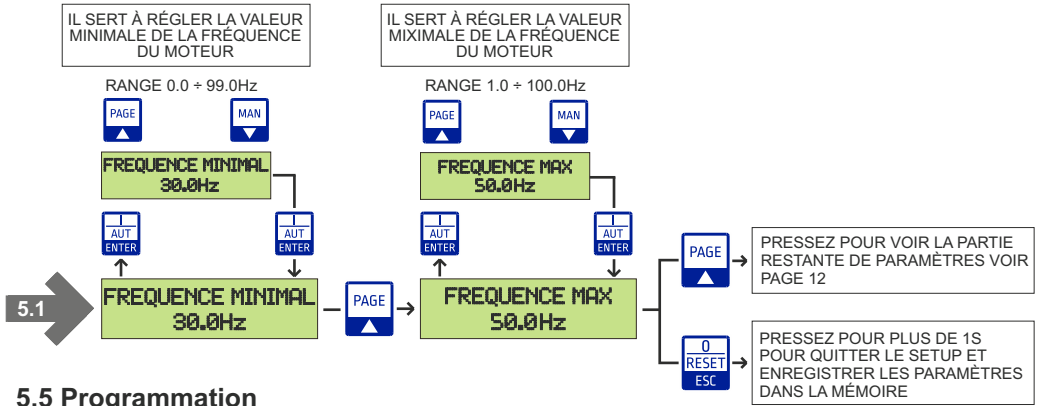 IL SERT À RÉGLER LA VALEUR
MINIMALE DE LA FRÉQUENCE
DU MOTEUR
IL SERT À RÉGLER LA VALEUR
MIXIMALE DE LA FRÉQUENCE
DU MOTEUR
RANGE 0.0 ÷ 99.0Hz
RANGE 1.0 ÷ 100.0Hz
PAGE
MAN
PAGE
MAN
FREQUENCE MINIMAL
30.0Hz
FREQUENCE MAX
50.0Hz
I
AUT
ENTER
I
AUT
ENTER
I
AUT
ENTER
I
AUT
ENTER
5.1
FREQUENCE MINIMAL
30.0Hz
PAGE
FREQUENCE MAX
50.0Hz
PAGE
PRESSEZ POUR VOIR LA PARTIE
RESTANTE DE PARAMÈTRES VOIR
PAGE 12
0
RESET
ESC
PRESSEZ POUR PLUS DE 1S
POUR QUITTER LE SETUP ET
ENREGISTRER LES PARAMÈTRES
DANS LA MÉMOIRE
5.5 Programmation